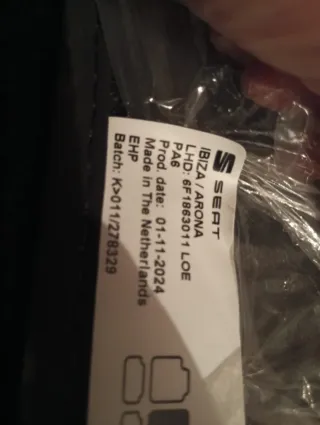 SEAT
IBIZA / ARONA
LHD: 6F1863011 LOE
PA6
Prod. date: 01-11-2024
Made in The Netherlands
EHP
Batch: K>011/278329